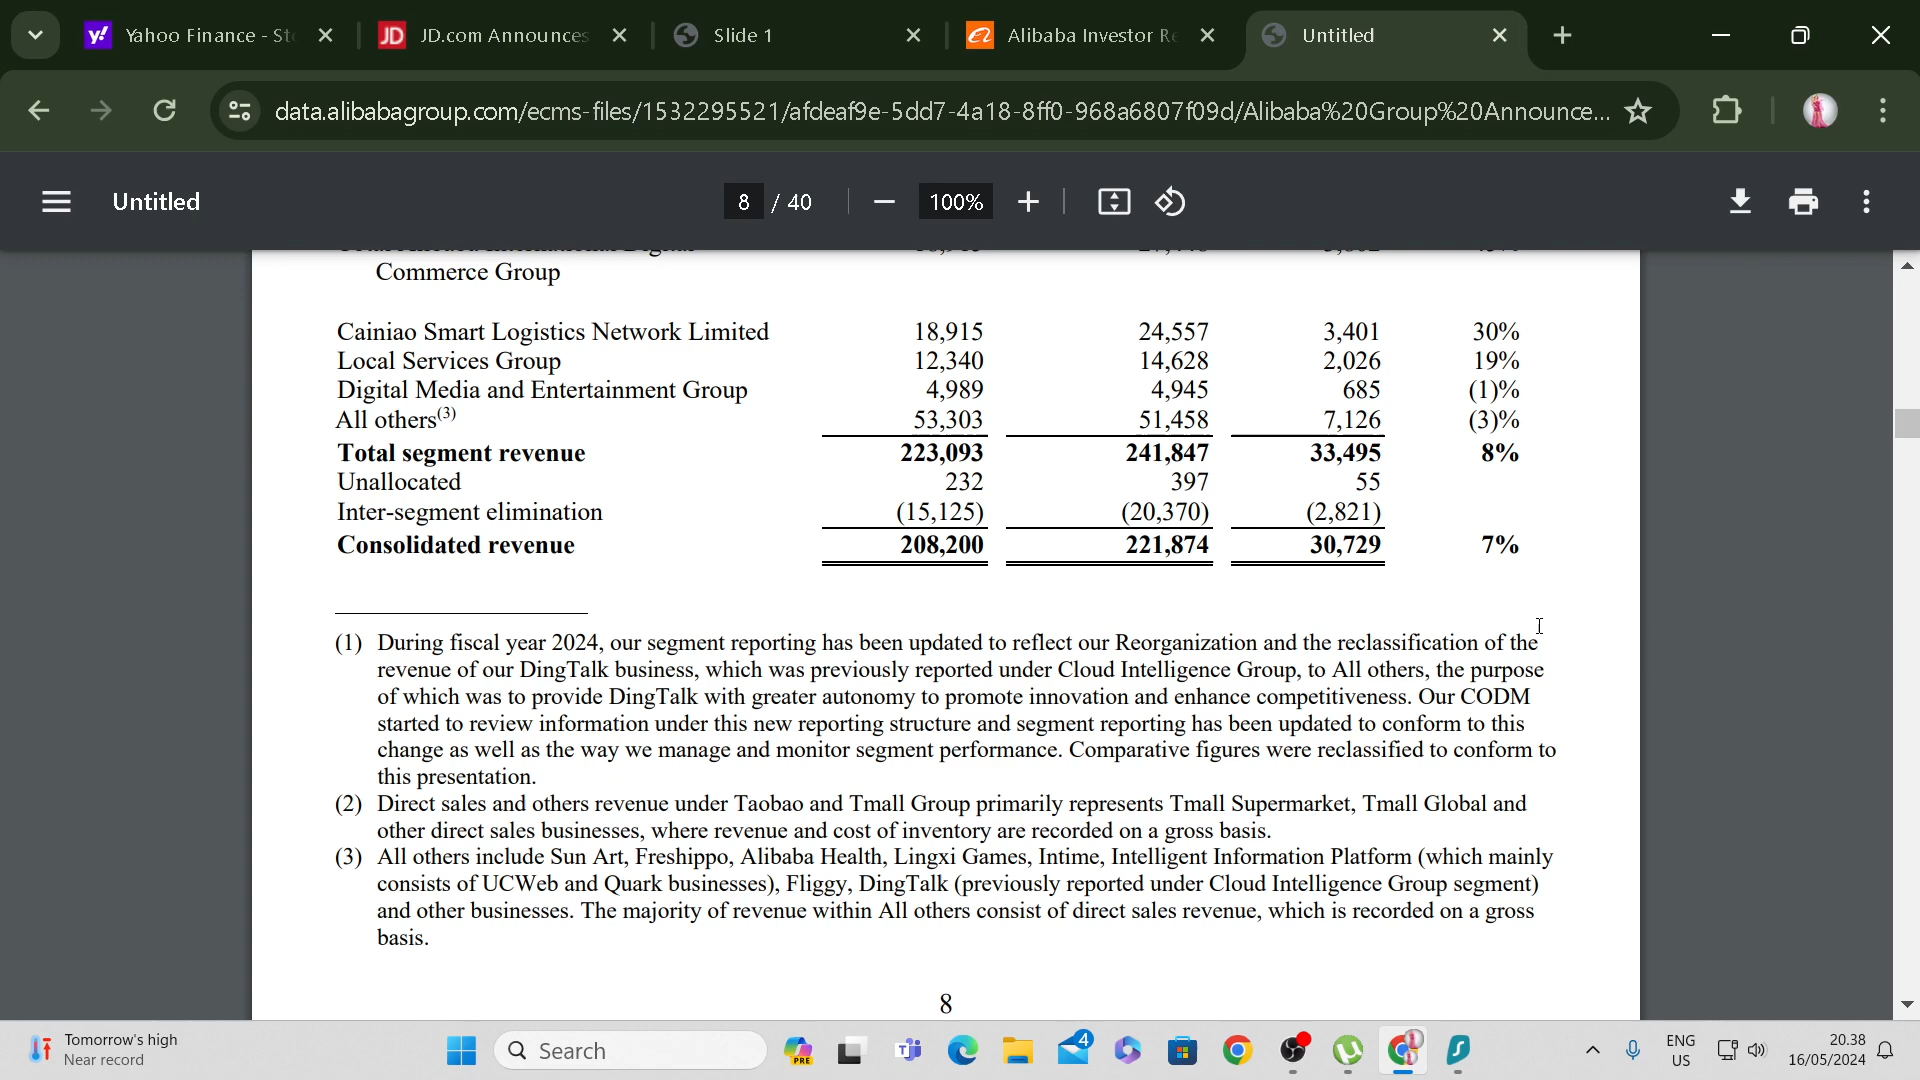 Yahoo Finance - St
JD.com Announces
Slide 1
Alibaba Investor Re
Untitled
data.alibabagroup.com/ecms-files/1532295521/afdeaf9e-5dd7-4a18-8ff0-968a6807f09d/Alibaba%20Group%20Announce...
Untitled
8 / 40
100%
Commerce Group
Cainiao Smart Logistics Network Limited 18,915 24,557 3,401 30%
Local Services Group 12,340 14,628 2,026 19%
Digital Media and Entertainment Group 4,989 4,945 685 (1)%
All others(3) 53,303 51,458 7,126 (3)%
Total segment revenue 223,093 241,847 33,495 8%
Unallocated 232 397 55
Inter-segment elimination (15,125) (20,370) (2,821)
Consolidated revenue 208,200 221,874 30,729 7%
(1) During fiscal year 2024, our segment reporting has been updated to reflect our Reorganization and the reclassification of the
revenue of our DingTalk business, which was previously reported under Cloud Intelligence Group, to All others, the purpose
of which was to provide DingTalk with greater autonomy to promote innovation and enhance competitiveness. Our CODM
started to review information under this new reporting structure and segment reporting has been updated to conform to this
change as well as the way we manage and monitor segment performance. Comparative figures were reclassified to conform to
this presentation.
(2) Direct sales and others revenue under Taobao and Tmall Group primarily represents Tmall Supermarket, Tmall Global and
other direct sales businesses, where revenue and cost of inventory are recorded on a gross basis.
(3) All others include Sun Art, Freshippo, Alibaba Health, Lingxi Games, Intime, Intelligent Information Platform (which mainly
consists of UCWeb and Quark businesses), Fliggy, DingTalk (previously reported under Cloud Intelligence Group segment)
and other businesses. The majority of revenue within All others consist of direct sales revenue, which is recorded on a gross
basis.
8
Tomorrow's high
Near record
Search
PRE
4
ENG
US
20.38
16/05/2024